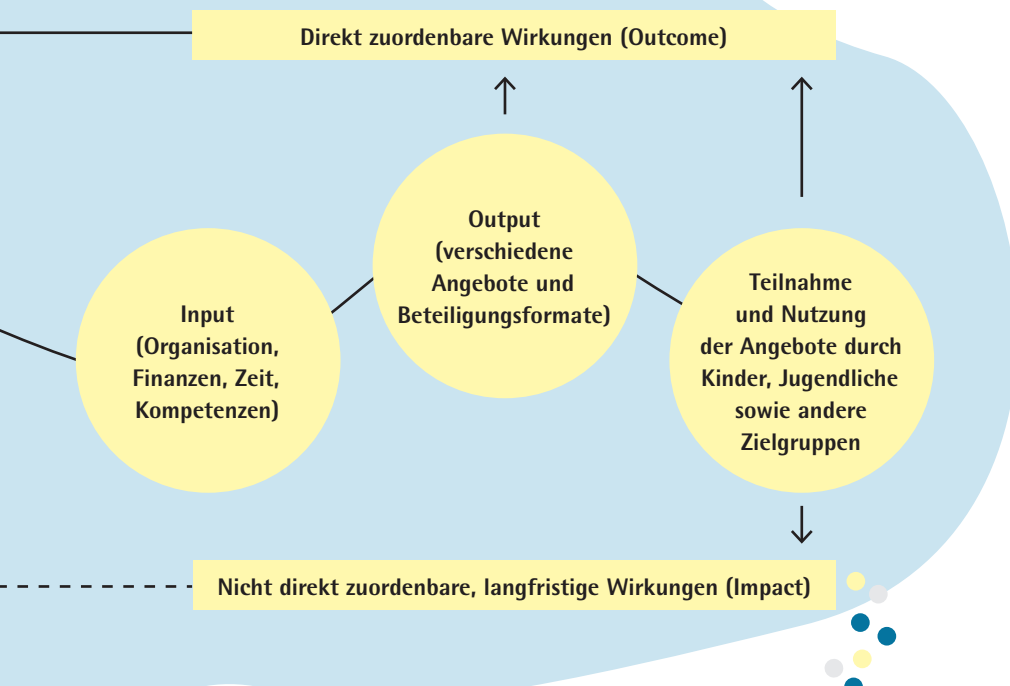 Direkt zuordenbare Wirkungen (Outcome)
Input
(Organisation,
Finanzen, Zeit,
Kompetenzen)
Output
(verschiedene
Angebote und
Beteiligungsformate)
Teilnahme
und Nutzung
der Angebote durch
Kinder, Jugendliche
sowie andere
Zielgruppen
Nicht direkt zuordenbare, langfristige Wirkungen (Impact)